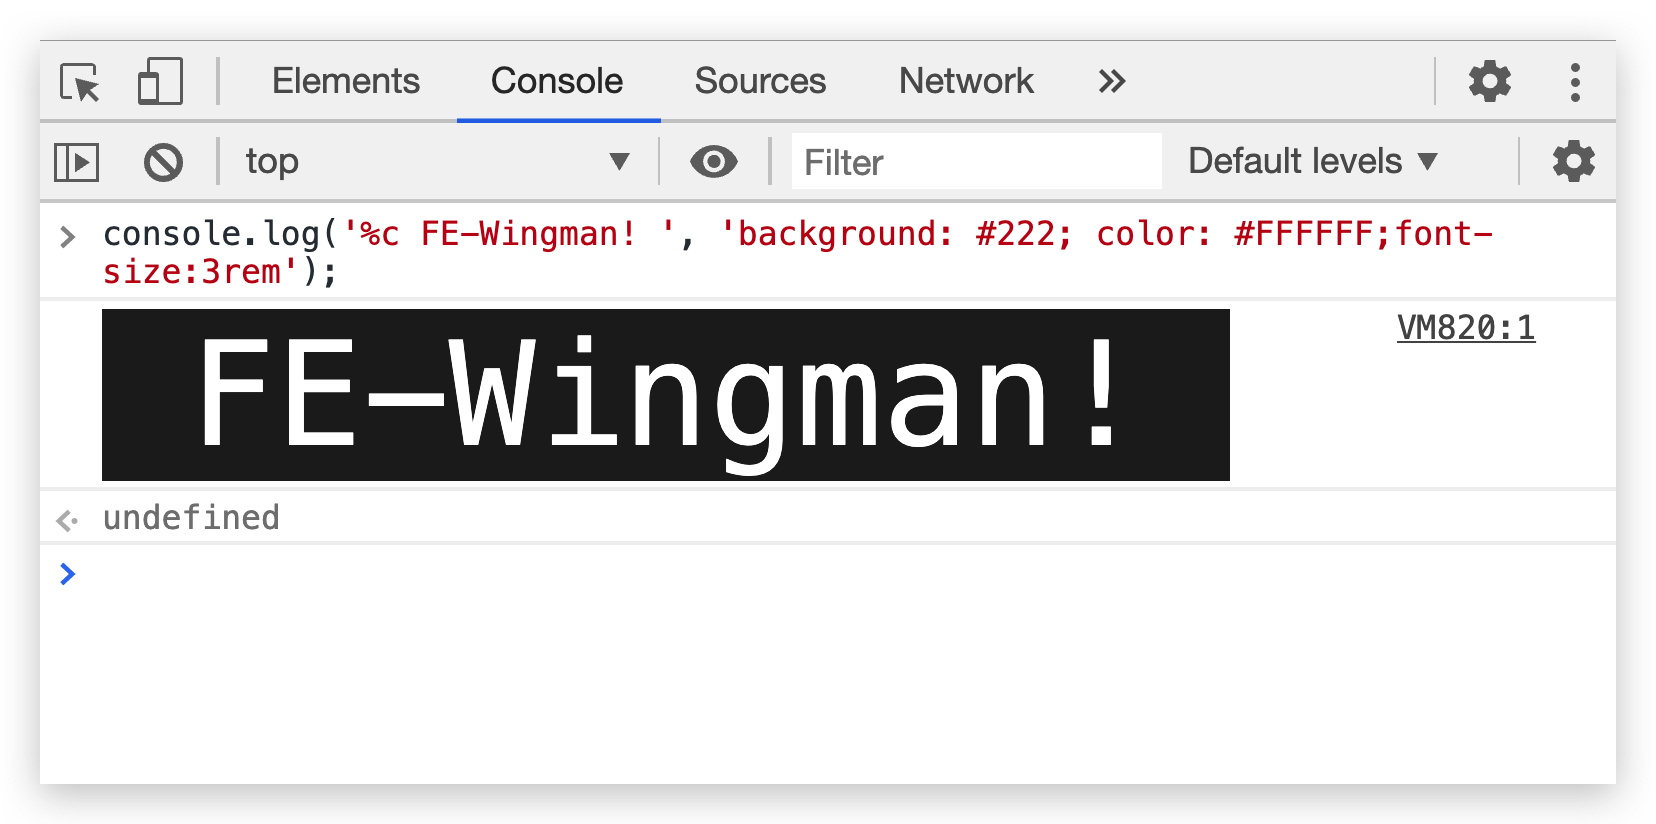 Elements Console Sources Network
top Filter Default levels
console.log('%c FE-Wingman! ', 'background: #222; color: #FFFFFF;font-
size:3rem');
FE-Wingman! VM820:1
undefined